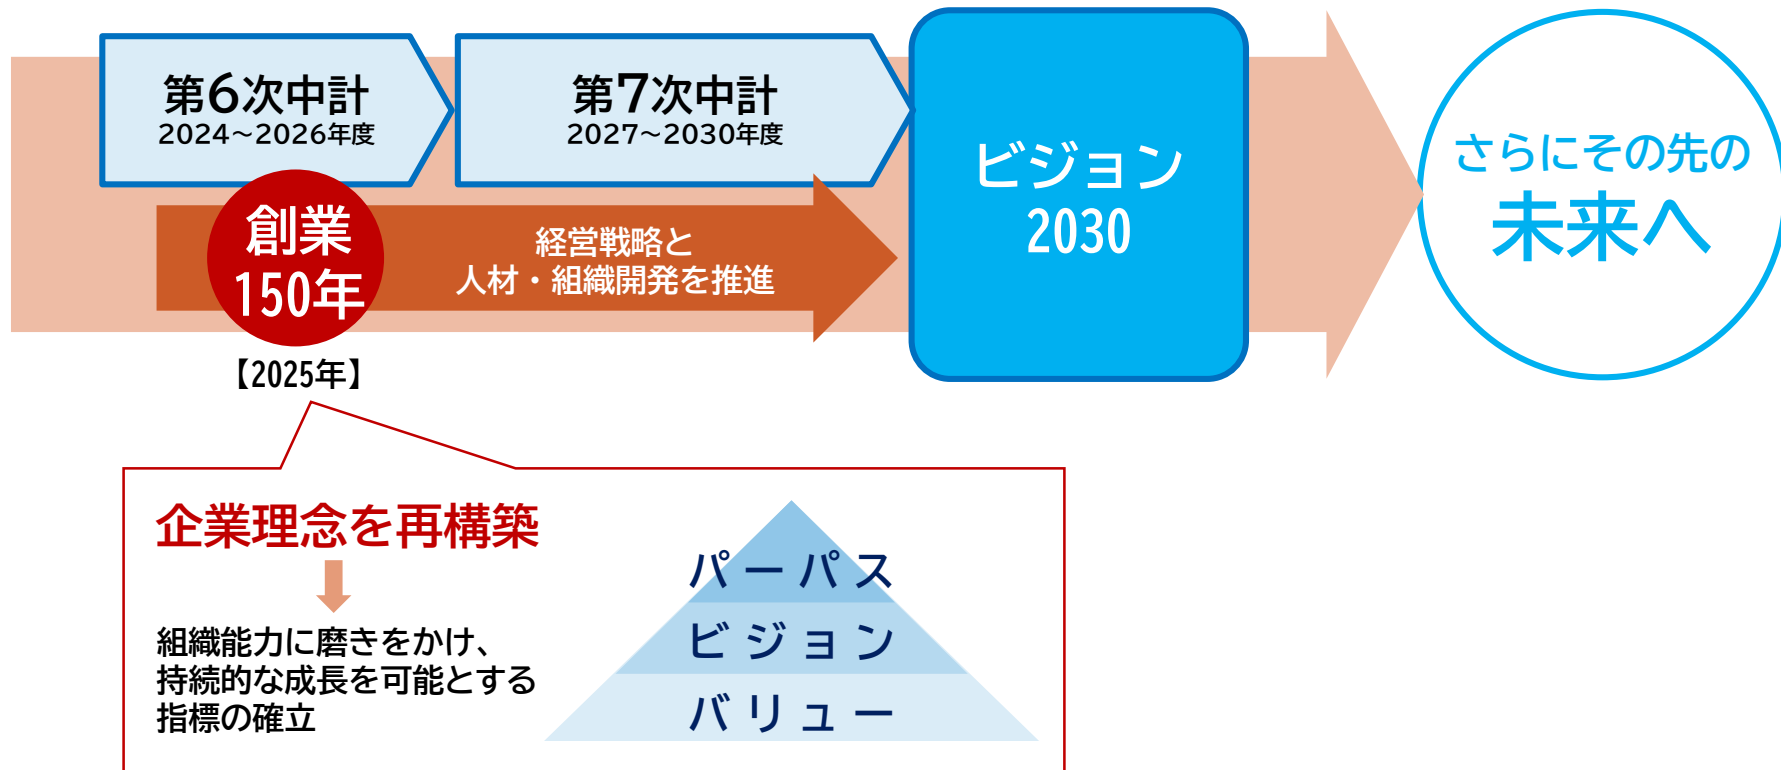 第6次中計
2024～2026年度
第7次中計
2027～2030年度
創業
150年
【2025年】
経営戦略と
人材・組織開発を推進
ビジョン
2030
さらにその先の
未来へ
企業理念を再構築
組織能力に磨きをかけ、
持続的な成長を可能とする
指標の確立
パーパス
ビジョン
バリュー